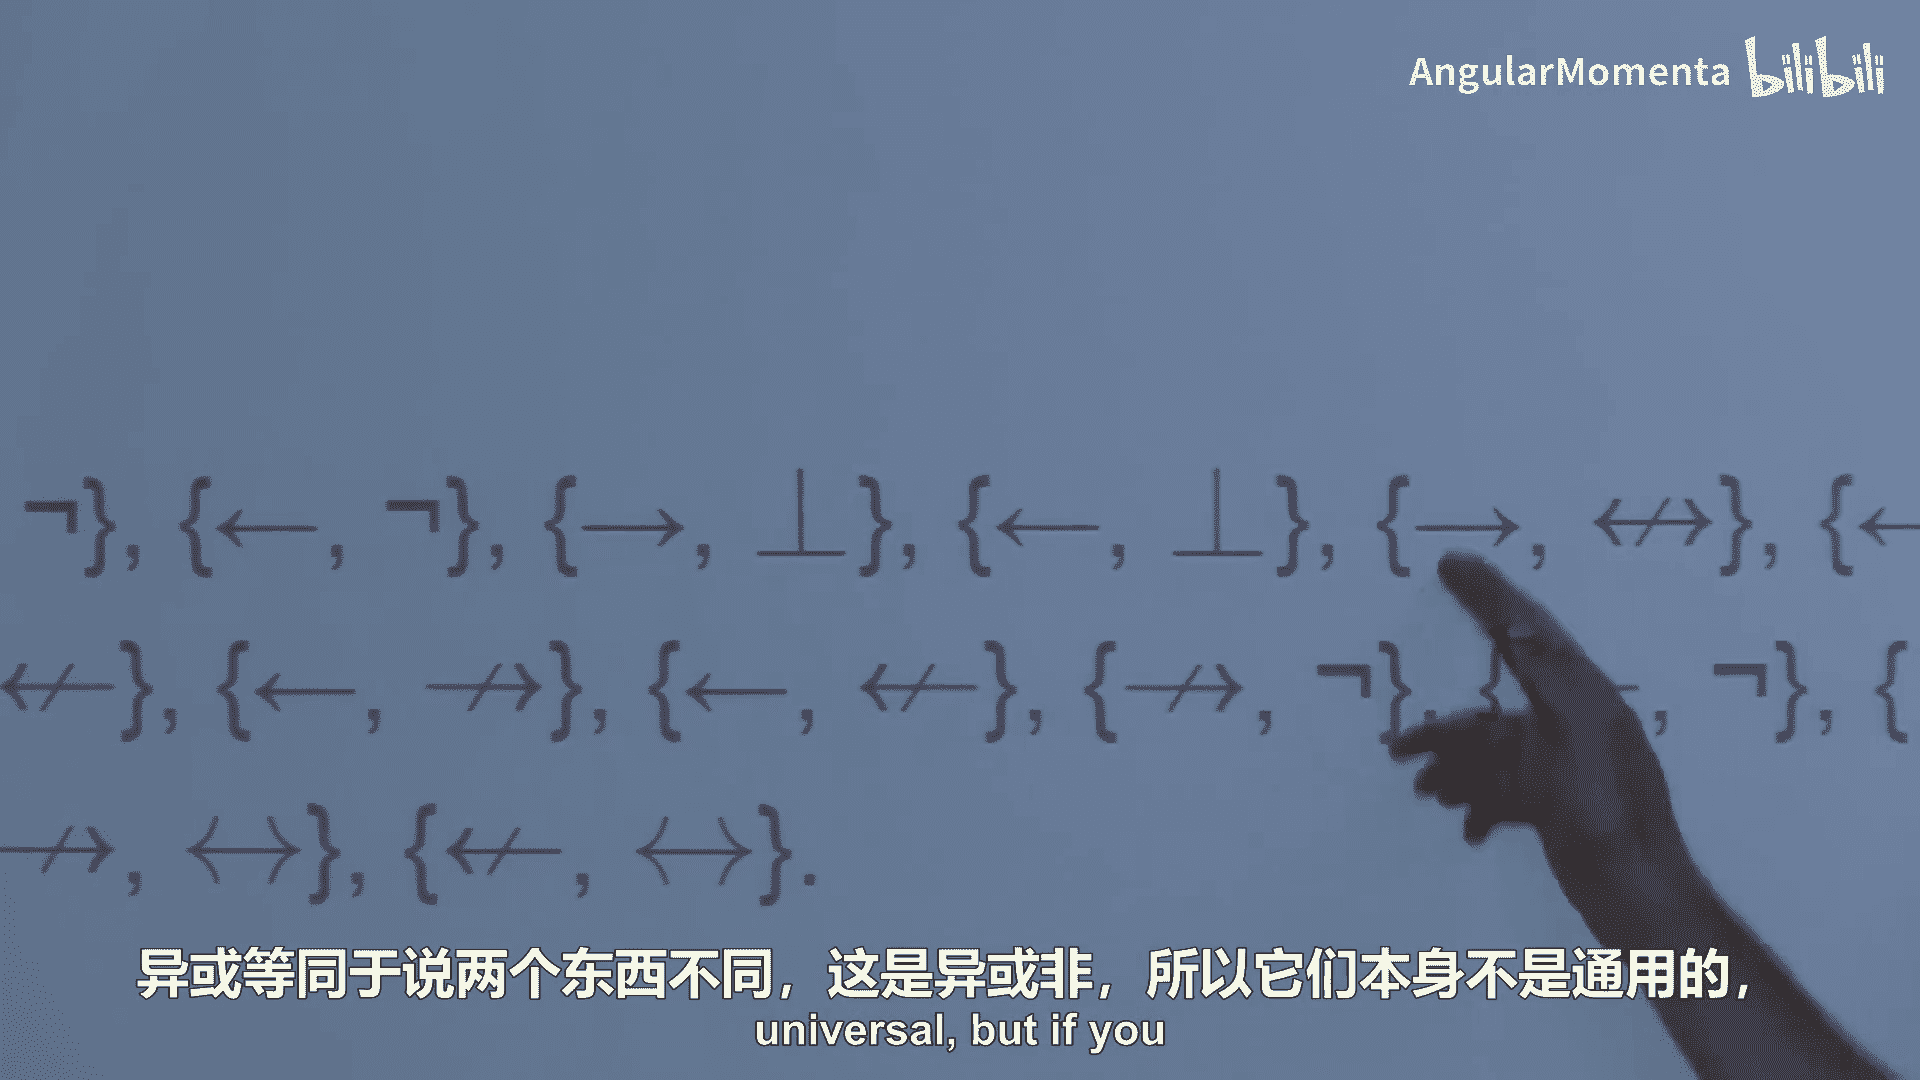 AngularMomenta bilibili
¬}, {←, ¬}, {→, ⊥}, {←, ⊥}, {→, ↮}, {←
↚}, {←, ↛}, {←, ↚}, {↛, ¬}, {, ¬}, {
↛, ↔}, {↚, ↔}.
异或等同于说两个东西不同，这是异或非，所以它们本身不是通用的，
universal, but if you